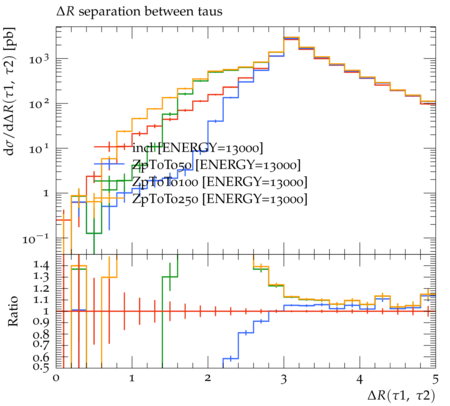 ΔR separation between taus
dσ/dΔR(τ1, τ2) [pb]
10³
10²
10¹
1
10⁻¹
incl [ENERGY=13000]
ZpToTo50 [ENERGY=13000]
ZpToTo100 [ENERGY=13000]
ZpToTo250 [ENERGY=13000]
Ratio
1.4
1.3
1.2
1.1
1
0.9
0.8
0.7
0.6
0.5
0 1 2 3 4 5
ΔR(τ1, τ2)